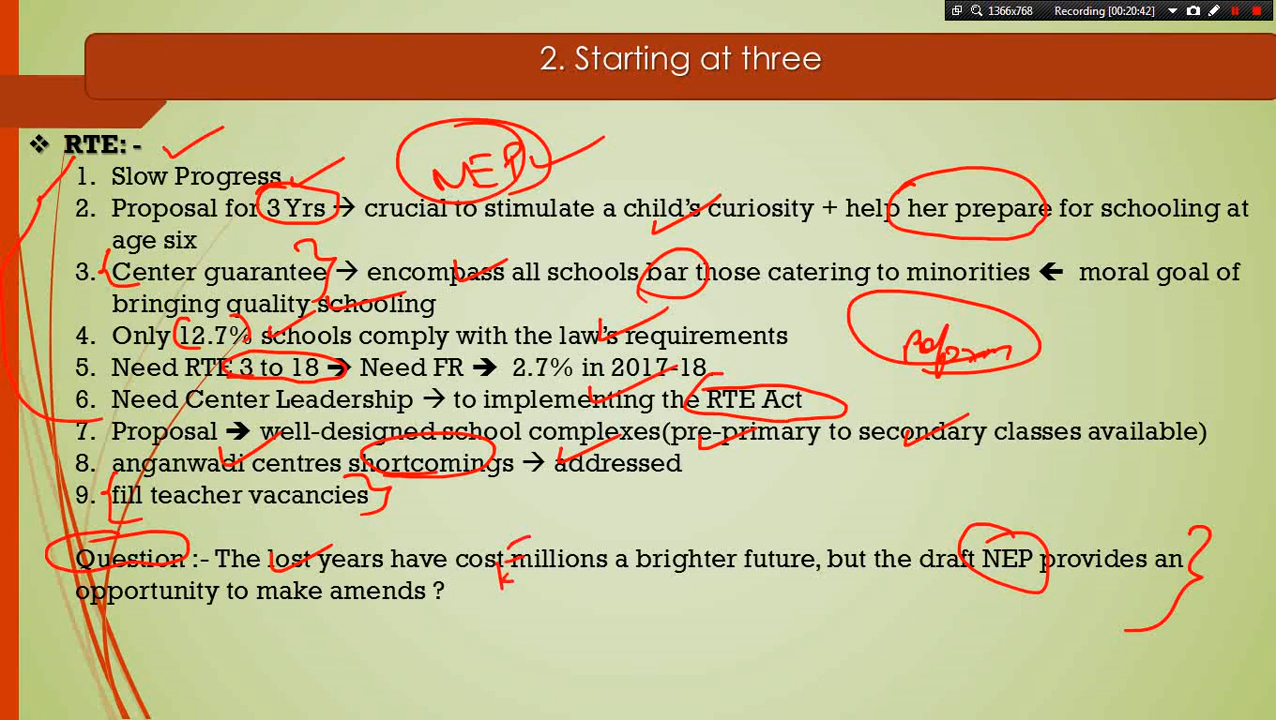 1366x768 Recording [00:20:42]
2. Starting at three
❖ RTE: -
NEP
1. Slow Progress
2. Proposal for 3 Yrs → crucial to stimulate a child's curiosity + help her prepare for schooling at
age six
3. Center guarantee → encompass all schools bar those catering to minorities 🡰 moral goal of
bringing quality schooling
4. Only 12.7% schools comply with the law's requirements
5. Need RTE 3 to 18 → Need FR → 2.7% in 2017-18.
6. Need Center Leadership → to implementing the RTE Act
7. Proposal → well-designed school complexes(pre-primary to secondary classes available)
8. anganwadi centres shortcomings → addressed
9. fill teacher vacancies
Question :- The lost years have cost millions a brighter future, but the draft NEP provides an
opportunity to make amends ?